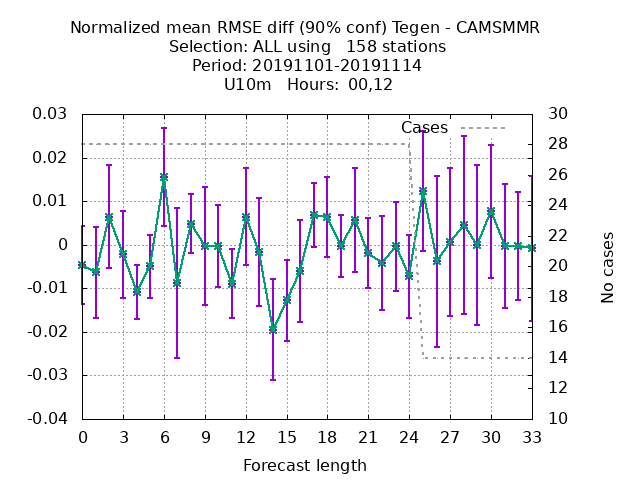 Normalized mean RMSE diff (90% conf) Tegen - CAMSMMR
Selection: ALL using   158 stations
Period: 20191101-20191114
U10m   Hours:  00,12
Cases
0.03
0.02
0.01
0
-0.01
-0.02
-0.03
-0.04
30
28
26
24
22
20
18
16
14
12
10
No cases
0 3 6 9 12 15 18 21 24 27 30 33
Forecast length